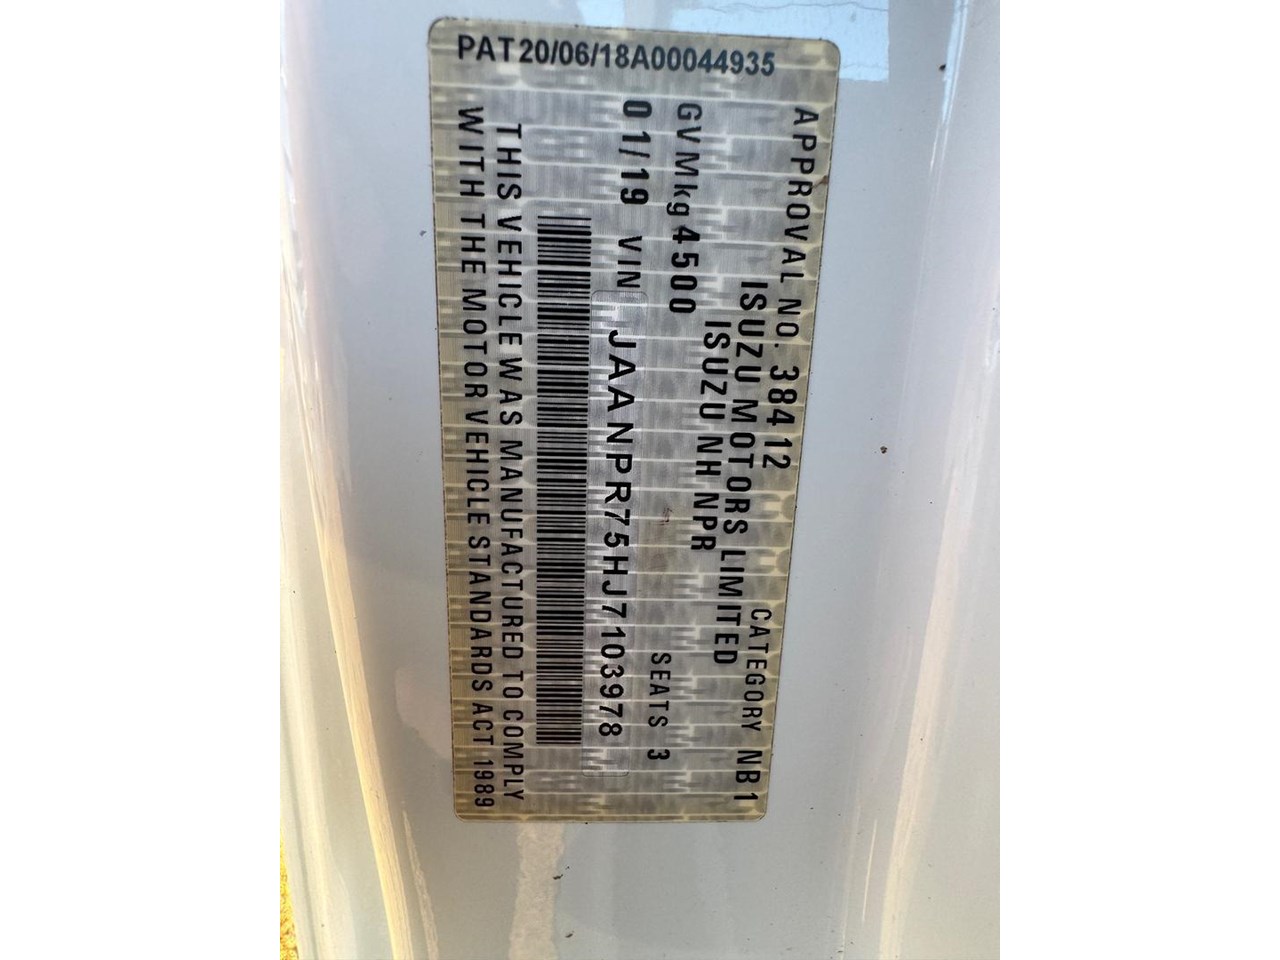 APPROVAL NO. 38412 CATEGORY NB1
ISUZU MOTORS LIMITED
ISUZU NH NPR
GVMkg 4500 SEATS 3
01/19 VIN JAANPR75HJ7103978
THIS VEHICLE WAS MANUFACTURED TO COMPLY
WITH THE MOTOR VEHICLE STANDARDS ACT 1989
PAT20/06/18A00044935